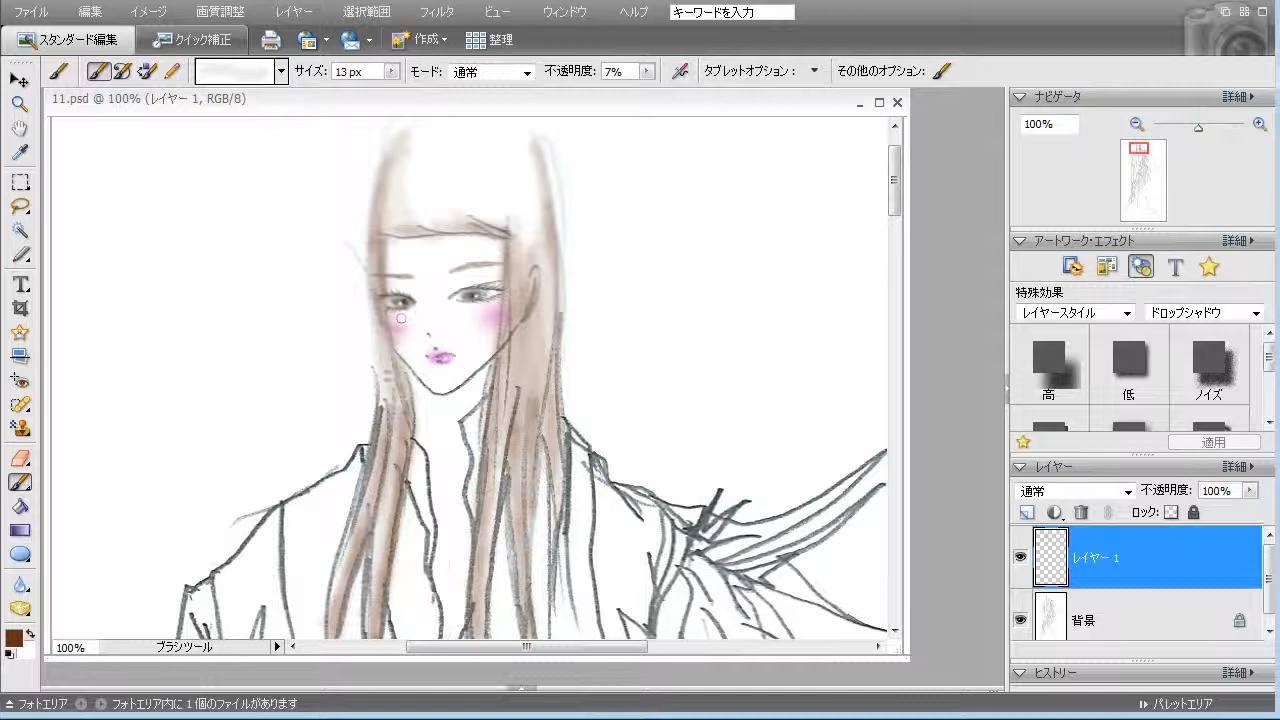 ファイル 編集 イメージ 画質調整 レイヤー 選択範囲 フィルタ ビュー ウィンドウ ヘルプ キーワードを入力
スタンダード編集 クイック補正 作成 整理
サイズ: 13 px モード: 通常 不透明度: 7% タブレットオプション: その他のオプション:
11.psd @ 100% (レイヤー 1, RGB/8)
ナビゲータ 詳細
100%
アートワーク・エフェクト 詳細
特殊効果
レイヤースタイル ドロップシャドウ
高 低 ノイズ
適用
レイヤー 詳細
通常 不透明度: 100%
ロック:
レイヤー 1
背景
100% ブラシツール
ヒストリー 詳細
フォトエリア フォトエリア内に 1 個のファイルがあります パレットエリア